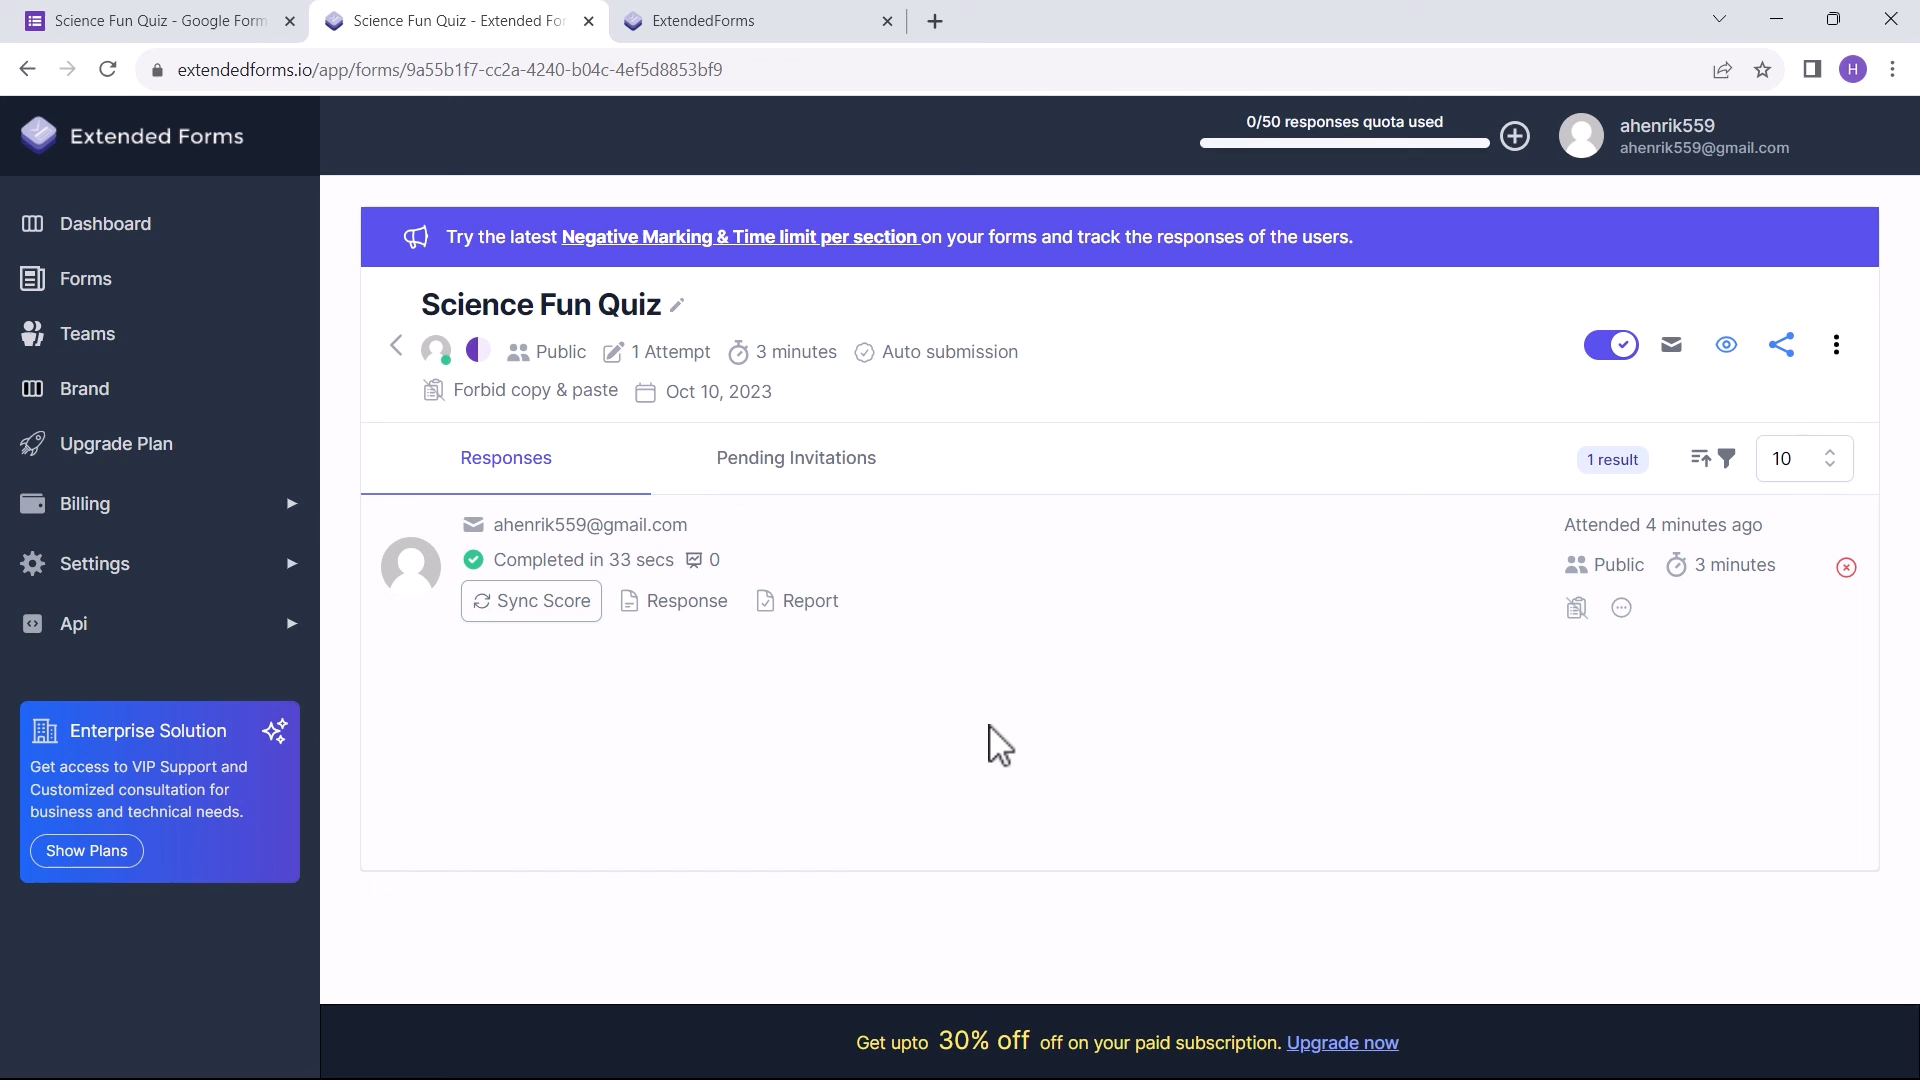 Science Fun Quiz - Google Form
Science Fun Quiz - Extended For
ExtendedForms
extendedforms.io/app/forms/9a55b1f7-cc2a-4240-b04c-4ef5d8853bf9
H
Extended Forms
0/50 responses quota used
ahenrik559
ahenrik559@gmail.com
Dashboard
Forms
Teams
Brand
Upgrade Plan
Billing
Settings
Api
Enterprise Solution
Get access to VIP Support and
Customized consultation for
business and technical needs.
Show Plans
Try the latest Negative Marking & Time limit per section on your forms and track the responses of the users.
Science Fun Quiz
Public 1 Attempt 3 minutes Auto submission
Forbid copy & paste Oct 10, 2023
Responses Pending Invitations 1 result 10
ahenrik559@gmail.com
Completed in 33 secs 0
Sync Score Response Report
Attended 4 minutes ago
Public 3 minutes
Get upto 30% off off on your paid subscription. Upgrade now